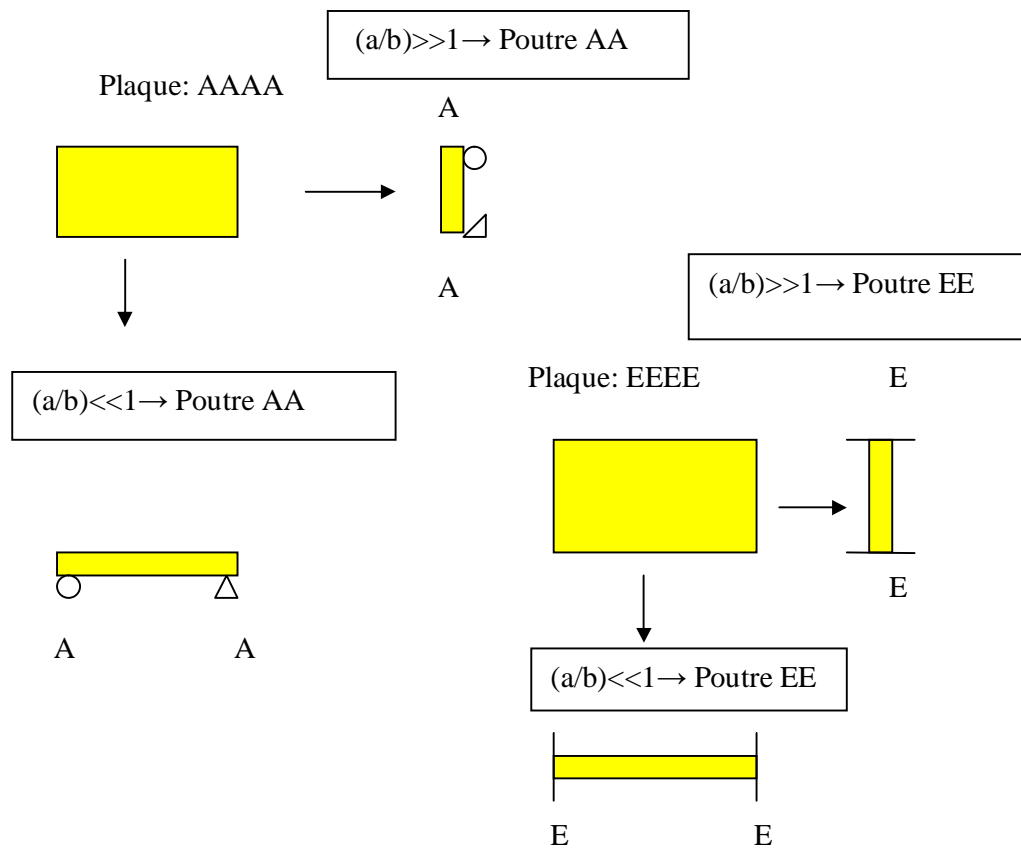 (a/b)>>1→ Poutre AA
Plaque: AAAA
A
A
(a/b)<<1→ Poutre AA
A A
(a/b)>>1→ Poutre EE
Plaque: EEEE
E
E
(a/b)<<1→ Poutre EE
E E